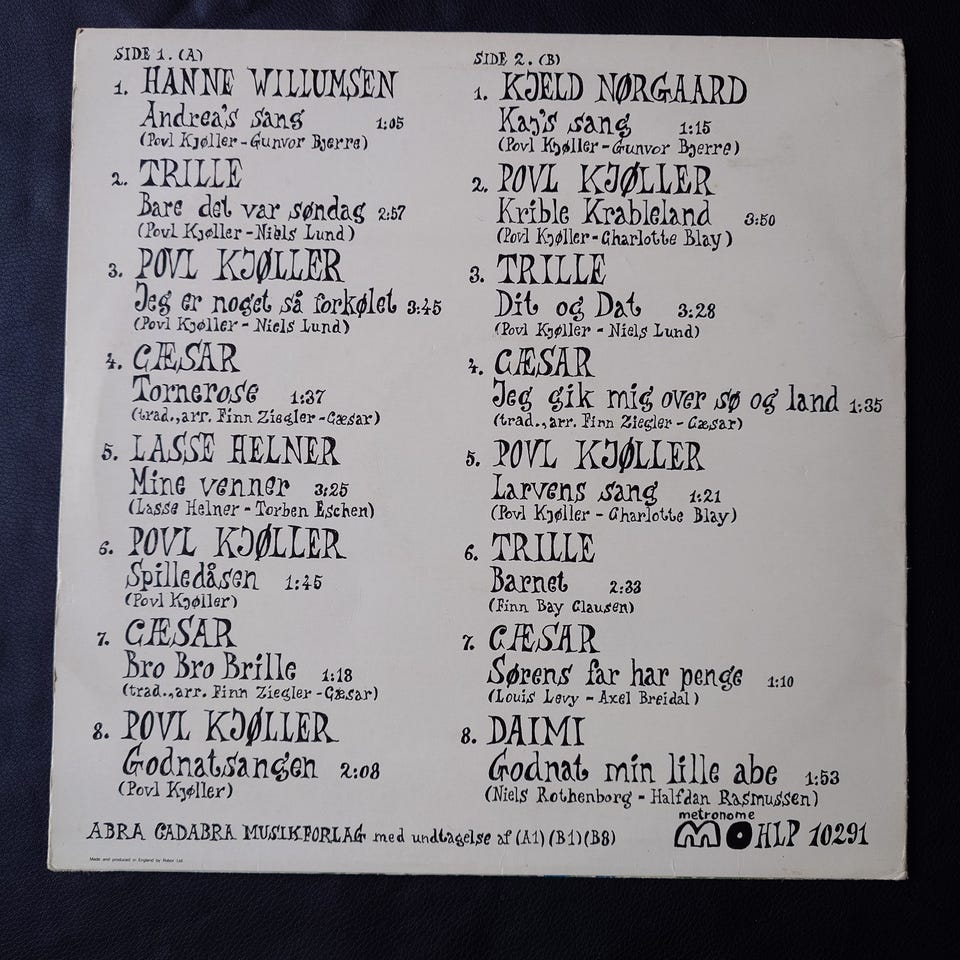 SIDE 1. (A)
1. HANNE WILLUMSEN
Andrea's sang 1:05
(Povl Kjøller - Gunvor Bjerre)
2. TRILLE
Bare det var søndag 2:57
(Povl Kjøller - Niels Lund)
3. POVL KJØLLER
Jeg er noget så forkølet 3:45
(Povl Kjøller - Niels Lund)
4. CÆSAR
Tornerose 1:37
(trad., arr. Finn Ziegler - Cæsar)
5. LASSE HELNER
Mine venner 3:25
(Lasse Helner - Torben Eschen)
6. POVL KJØLLER
Spilledåsen 1:45
(Povl Kjøller)
7. CÆSAR
Bro Bro Brille 1:18
(trad., arr. Finn Ziegler - Cæsar)
8. POVL KJØLLER
Godnatsangen 2:08
(Povl Kjøller)
SIDE 2. (B)
1. KJELD NØRGAARD
Kaj's sang 1:15
(Povl Kjøller - Gunvor Bjerre)
2. POVL KJØLLER
Krible Krableland 3:50
(Povl Kjøller - Charlotte Blay)
3. TRILLE
Dit og Dat 3:28
(Povl Kjøller - Niels Lund)
4. CÆSAR
Jeg gik mig over sø og land 1:35
(trad., arr. Finn Ziegler - Cæsar)
5. POVL KJØLLER
Larvens sang 1:21
(Povl Kjøller - Charlotte Blay)
6. TRILLE
Barnet 2:33
(Finn Bay Clausen)
7. CÆSAR
Sørens far har penge 1:10
(Louis Levy - Axel Breidal)
8. DAIMI
Godnat min lille abe 1:53
(Niels Rothenborg - Halfdan Rasmussen)
ABRA CADABRA MUSIKFORLAG med undtagelse af (A1) (B1) (B8)
metronome
MO HLP 10291
Made and produced in England by Robor Ltd.